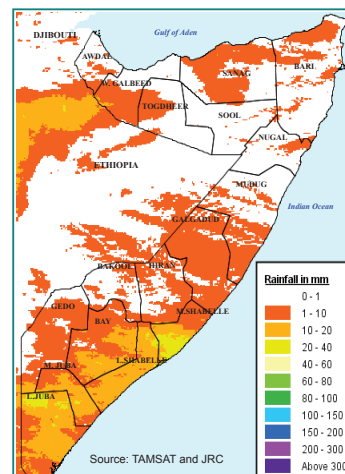 DJIBOUTI
Gulf of Aden
AWDAL
BARI
W. GALBEED
SANAG
TOGDHEER
SOOL
NUGAL
ETHIOPIA
MUDUG
Indian Ocean
GALGADUD
BAKOOL
HIRAN
GEDO
M.SHABELLE
BAY
L.SHABELLE
M.JUBA
L.JUBA
Source: TAMSAT and JRC
Rainfall in mm
0 - 1
1 - 10
10 - 20
20 - 40
40 - 60
60 - 80
80 - 100
100 - 150
150 - 200
200 - 300
Above 300